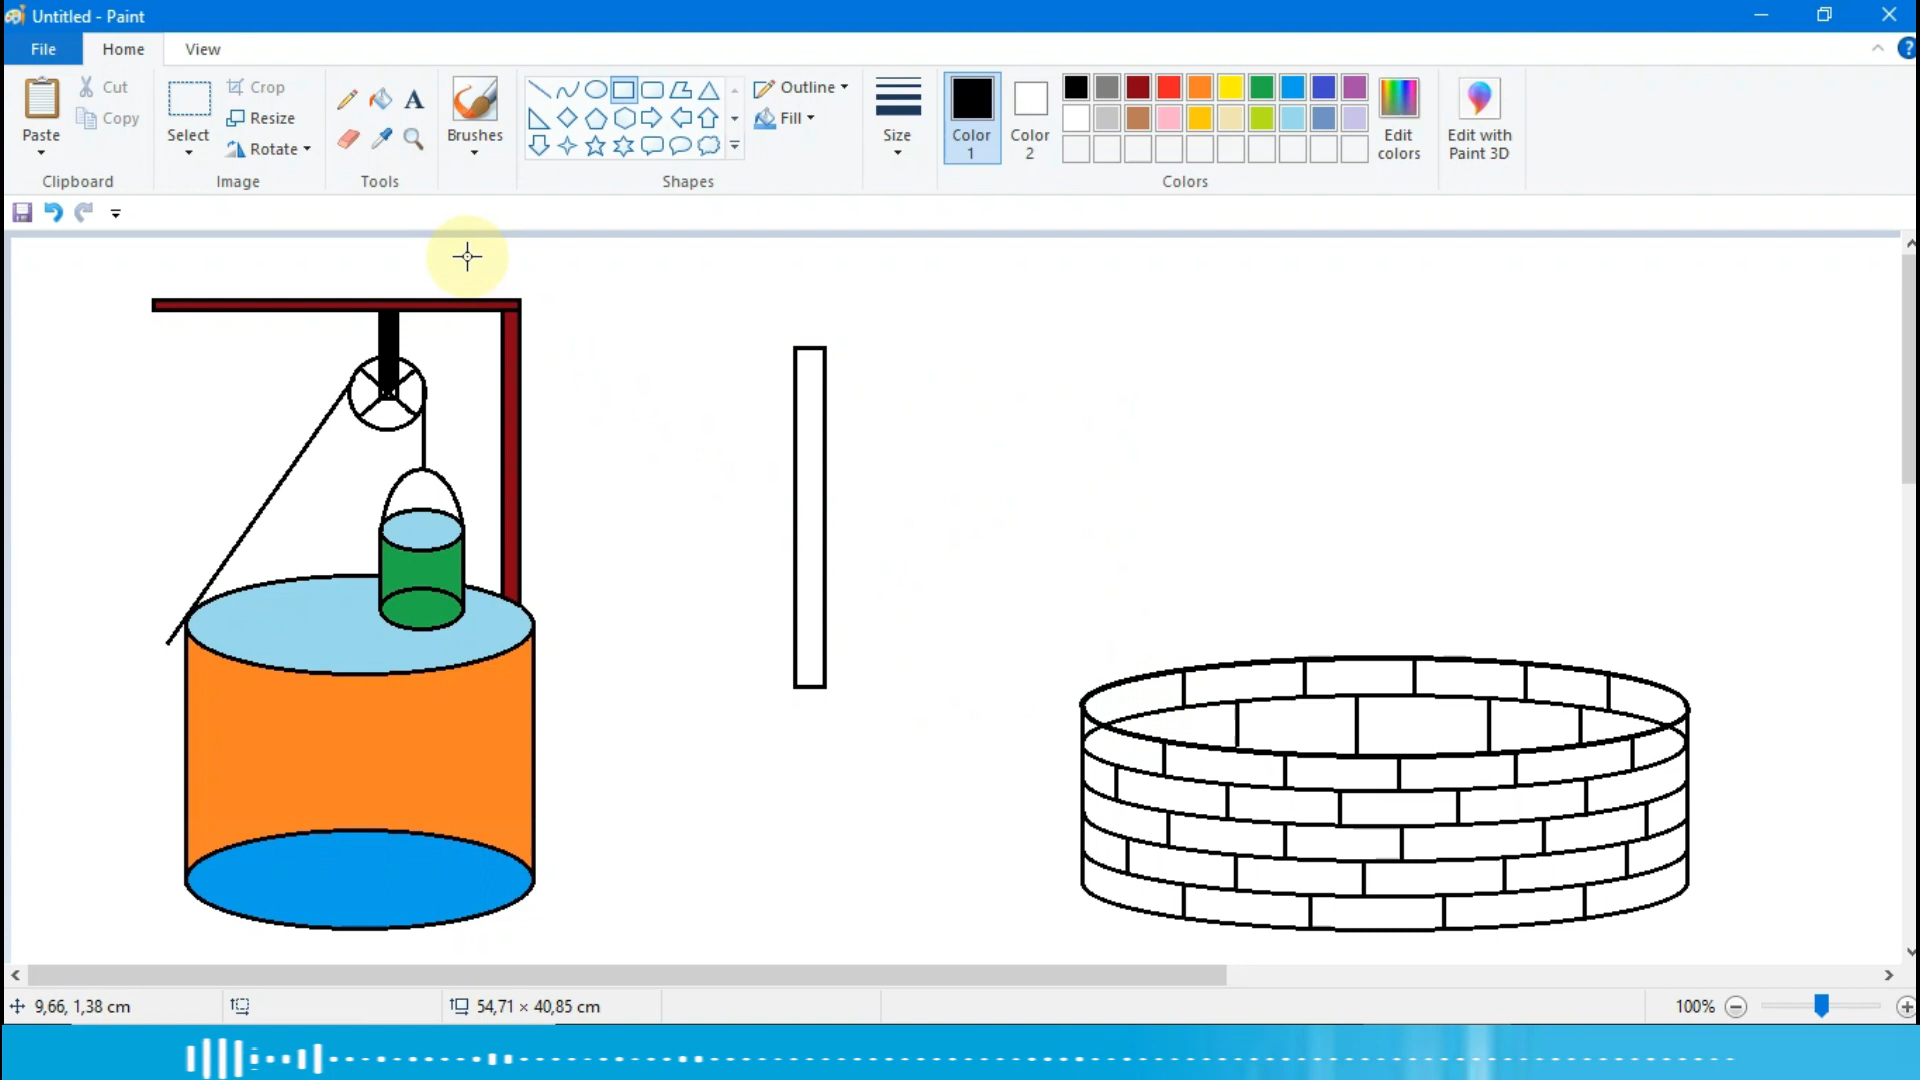 Untitled - Paint
File Home View
Paste Cut Copy Clipboard
Select Crop Resize Rotate Image
A Tools
Brushes
Shapes Outline Fill
Size
Color 1 Color 2 Edit colors Colors
Edit with Paint 3D
?
9,66, 1,38 cm 54,71 × 40,85 cm 100%